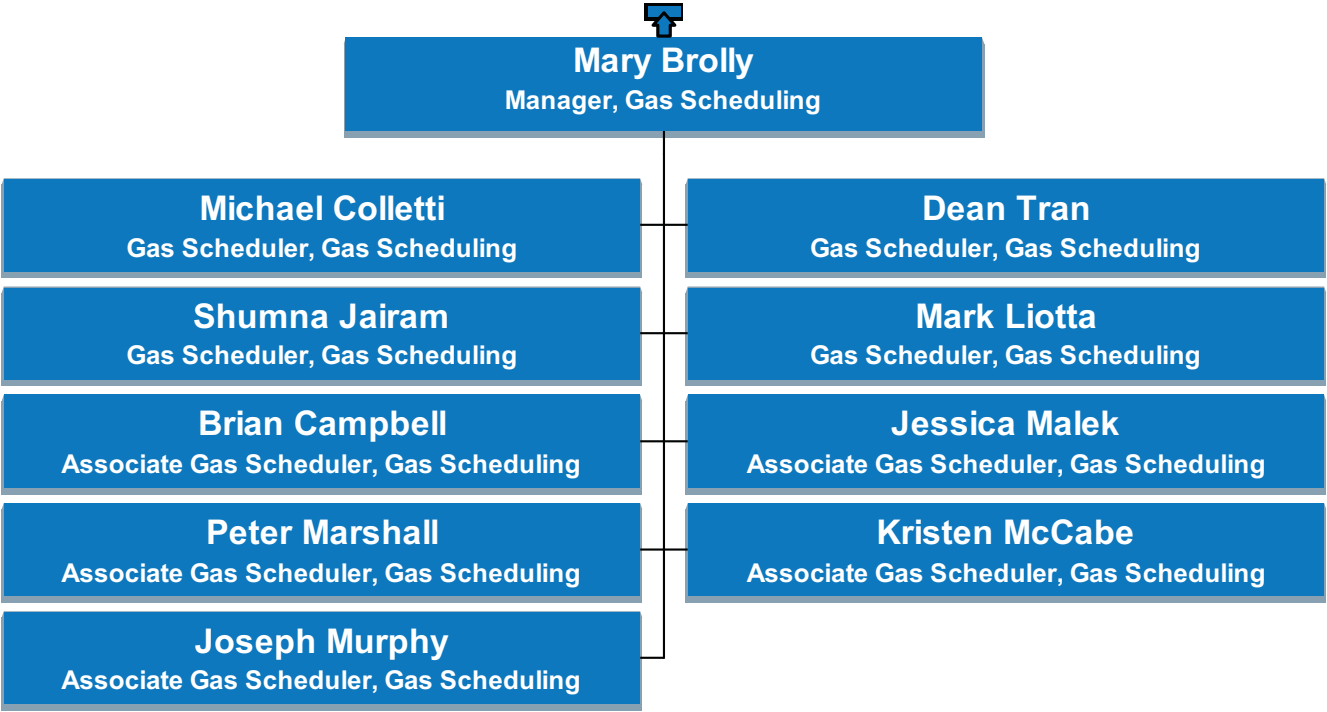 Mary Brolly
Manager, Gas Scheduling
Michael Colletti
Gas Scheduler, Gas Scheduling
Dean Tran
Gas Scheduler, Gas Scheduling
Shumna Jairam
Gas Scheduler, Gas Scheduling
Mark Liotta
Gas Scheduler, Gas Scheduling
Brian Campbell
Associate Gas Scheduler, Gas Scheduling
Jessica Malek
Associate Gas Scheduler, Gas Scheduling
Peter Marshall
Associate Gas Scheduler, Gas Scheduling
Kristen McCabe
Associate Gas Scheduler, Gas Scheduling
Joseph Murphy
Associate Gas Scheduler, Gas Scheduling